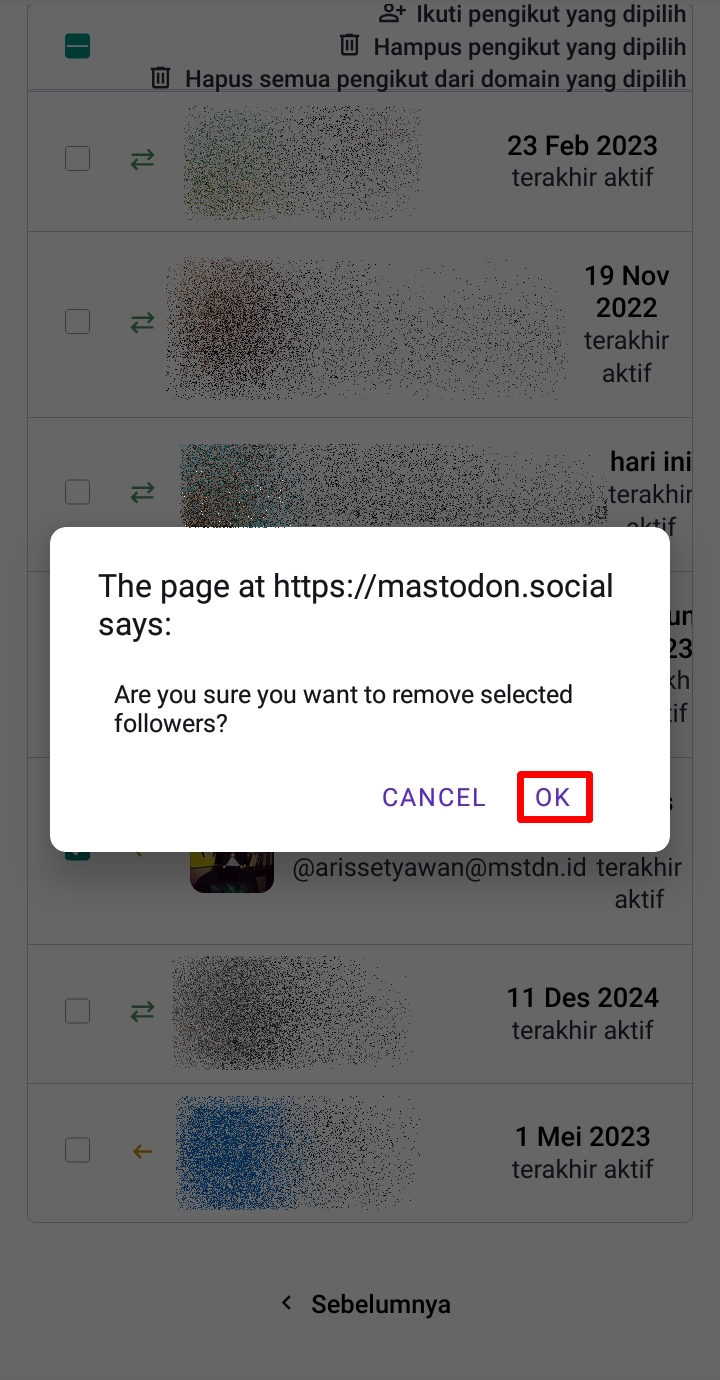 Ikuti pengikut yang dipilih
Hampus pengikut yang dipilih
Hapus semua pengikut dari domain yang dipilih
23 Feb 2023
terakhir aktif
19 Nov
2022
terakhir
aktif
hari ini
terakhir
aktif
The page at https://mastodon.social
says:
Are you sure you want to remove selected
followers?
CANCEL OK
@arissetyawan@mstdn.id terakhir
aktif
11 Des 2024
terakhir aktif
1 Mei 2023
terakhir aktif
Sebelumnya